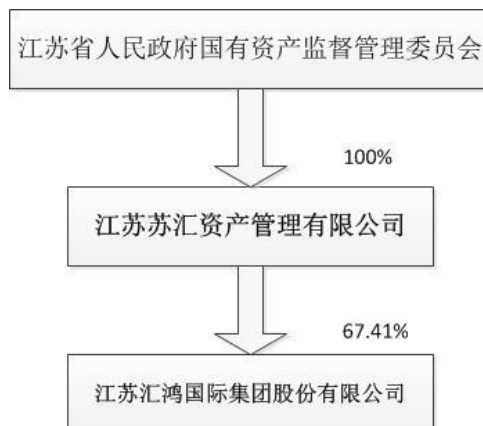 江苏省人民政府国有资产监督管理委员会
100%
江苏苏汇资产管理有限公司
67.41%
江苏汇鸿国际集团股份有限公司